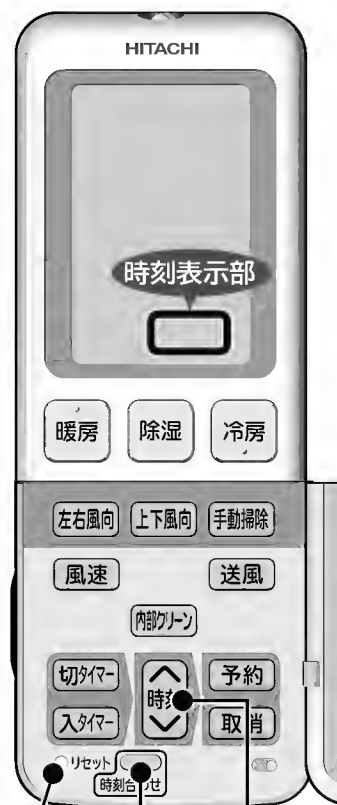 HITACHI
時刻表示部
暖房 除湿 冷房
左右風向 上下風向 手動掃除
風速 送風
内部クリーン
切タイマー 時刻 予約
入タイマー 取消
リセット
時刻合わせ